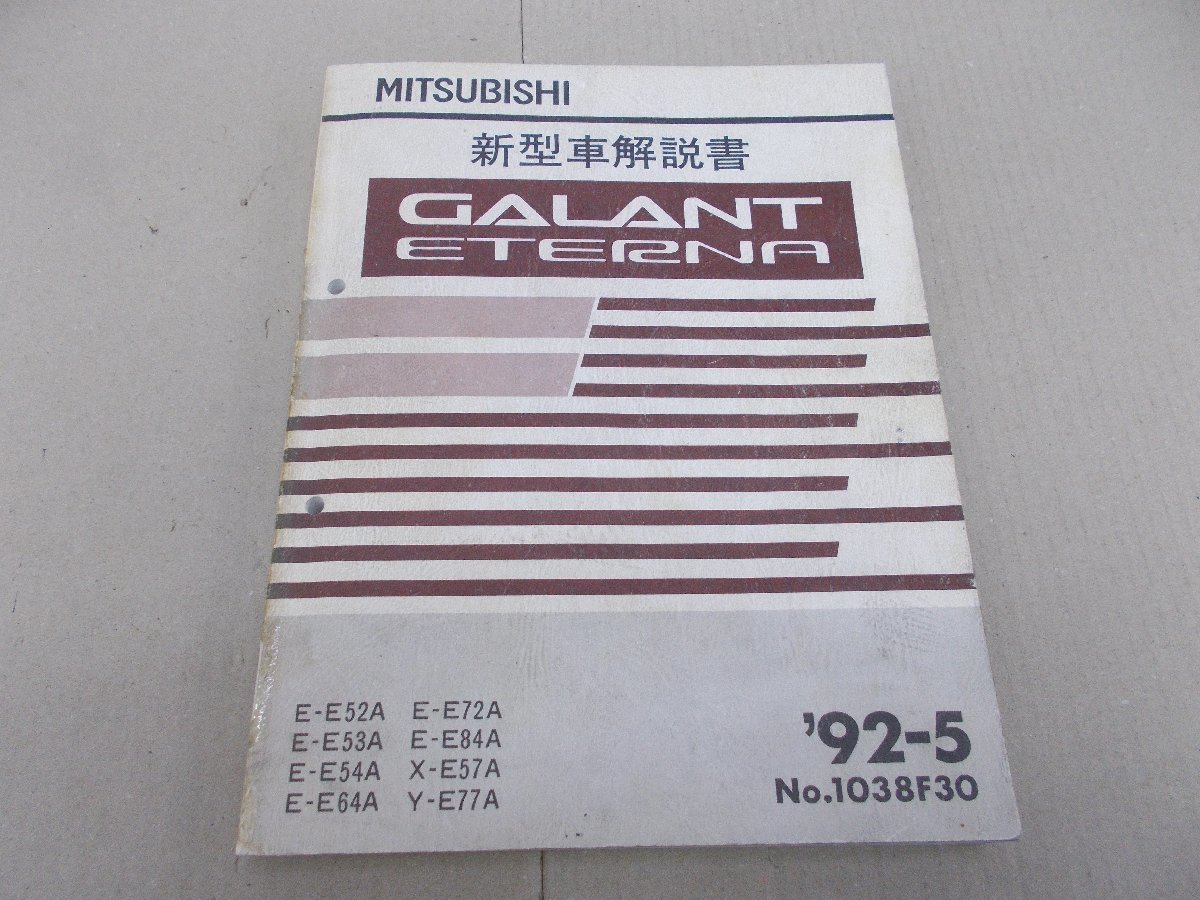 MITSUBISHI
新型車解説書
GALANT
ETERNA
E-E52A E-E72A
E-E53A E-E84A
E-E54A X-E57A
E-E64A Y-E77A
'92-5
No.1038F30